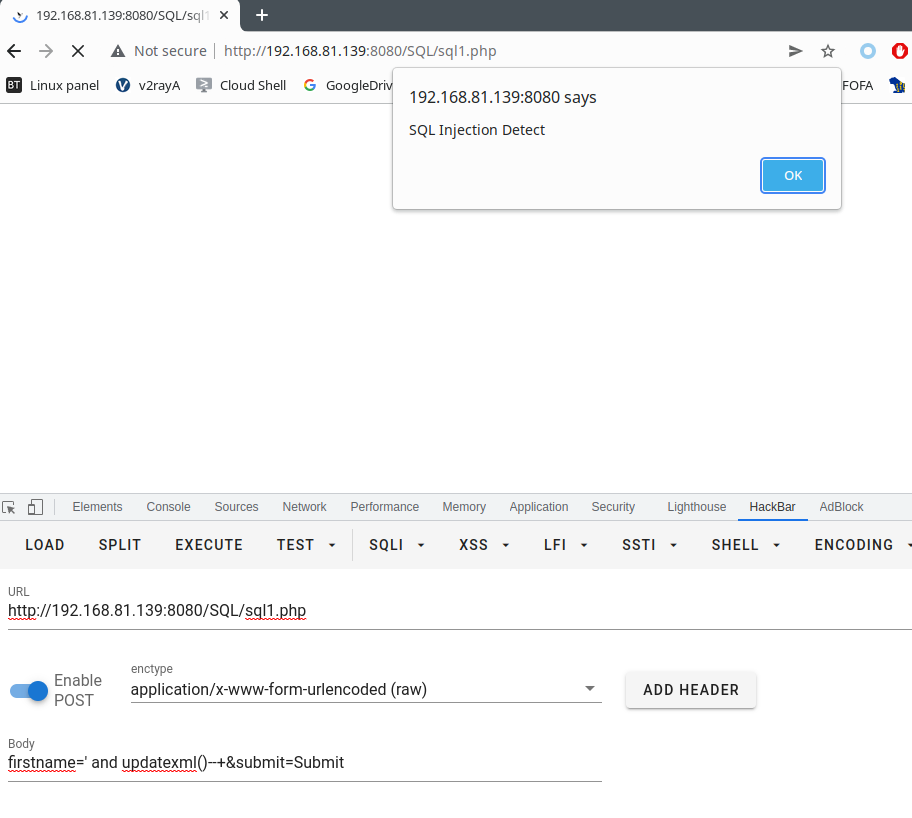 192.168.81.139:8080/SQL/sql1
Not secure http://192.168.81.139:8080/SQL/sql1.php
BT Linux panel v2rayA Cloud Shell GoogleDriv FOFA
192.168.81.139:8080 says
SQL Injection Detect
OK
Elements Console Sources Network Performance Memory Application Security Lighthouse HackBar AdBlock
LOAD SPLIT EXECUTE TEST SQLI XSS LFI SSTI SHELL ENCODING
URL
http://192.168.81.139:8080/SQL/sql1.php
Enable
POST
enctype
application/x-www-form-urlencoded (raw)
ADD HEADER
Body
firstname=' and updatexml()--+&submit=Submit